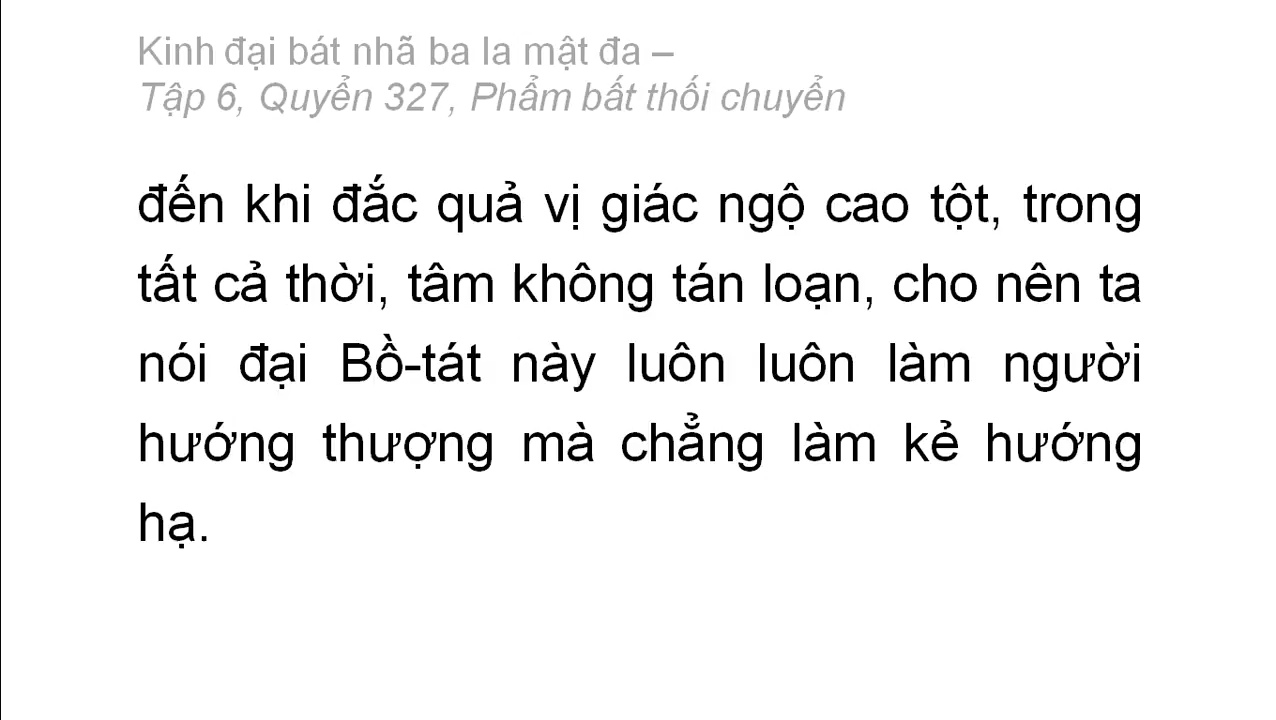 Kinh đại bát nhã ba la mật đa –
Tập 6, Quyển 327, Phẩm bất thối chuyển
đến khi đắc quả vị giác ngộ cao tột, trong
tất cả thời, tâm không tán loạn, cho nên ta
nói đại Bồ-tát này luôn luôn làm người
hướng thượng mà chẳng làm kẻ hướng
hạ.